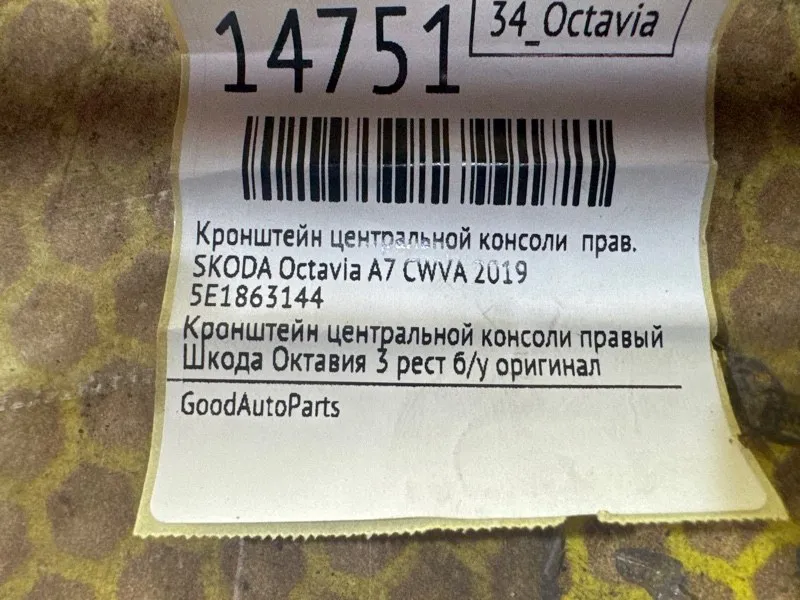 14751
34_Octavia
Кронштейн центральной консоли прав.
SKODA Octavia A7 CWVA 2019
5E1863144
Кронштейн центральной консоли правый
Шкода Октавия 3 рест б/у оригинал
GoodAutoParts